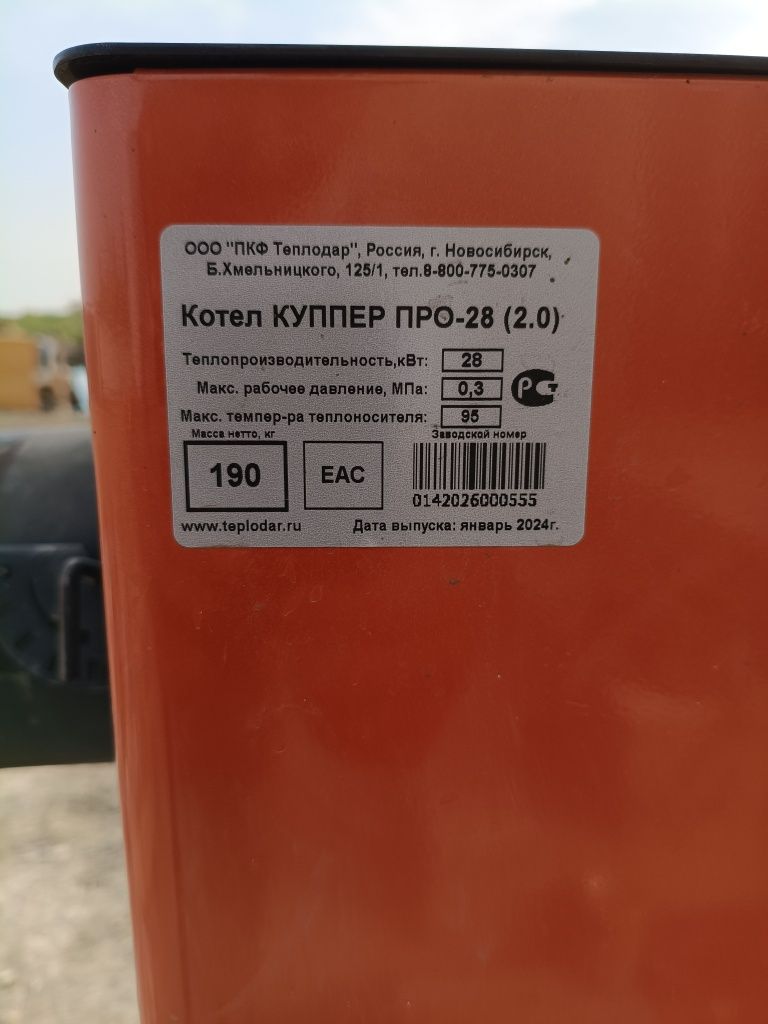 ООО "ПКФ Теплодар", Россия, г. Новосибирск,
Б.Хмельницкого, 125/1, тел.8-800-775-0307
Котел КУППЕР ПРО-28 (2.0)
Теплопроизводительность,кВт: 28
Макс. рабочее давление, МПа: 0,3
РСТ
Макс. темпер-ра теплоносителя: 95
Масса нетто, кг
Заводской номер
190
EAC
0142026000555
www.teplodar.ru
Дата выпуска: январь 2024г.